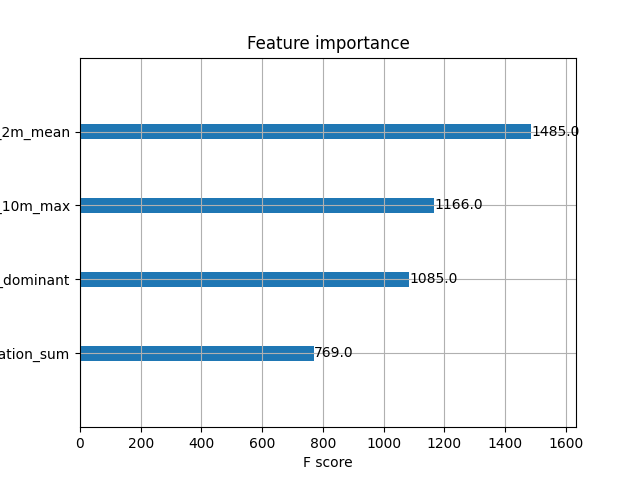 Feature importance
_2m_mean
1485.0
_10m_max
1166.0
_dominant
1085.0
ation_sum
769.0
0 200 400 600 800 1000 1200 1400 1600
F score